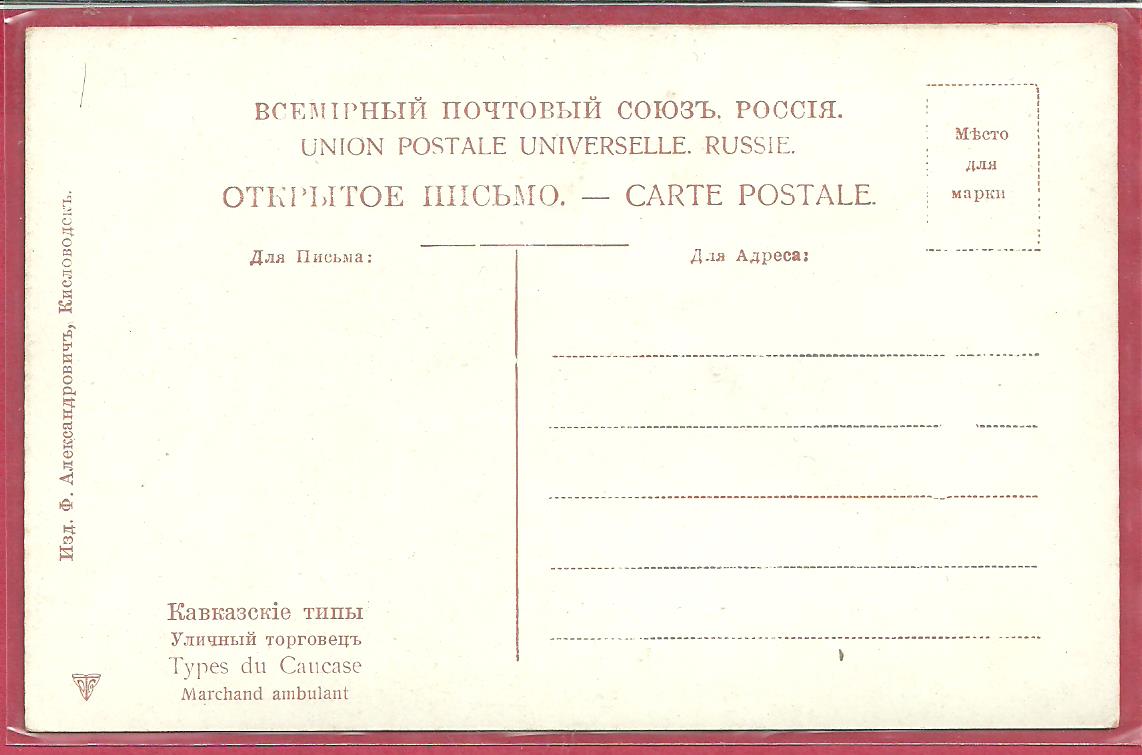 ВСЕМІРНЫЙ ПОЧТОВЫЙ СОЮЗЪ. РОССІЯ.
UNION POSTALE UNIVERSELLE. RUSSIE.
ОТКРЫТОЕ ПИСЬМО. — CARTE POSTALE.
Мѣсто
для
марки
Для Письма:
Для Адреса:
Изд. Ф. Александровичъ, Кисловодскъ.
Кавказскіе типы
Уличный торговецъ
Types du Caucase
Marchand ambulant